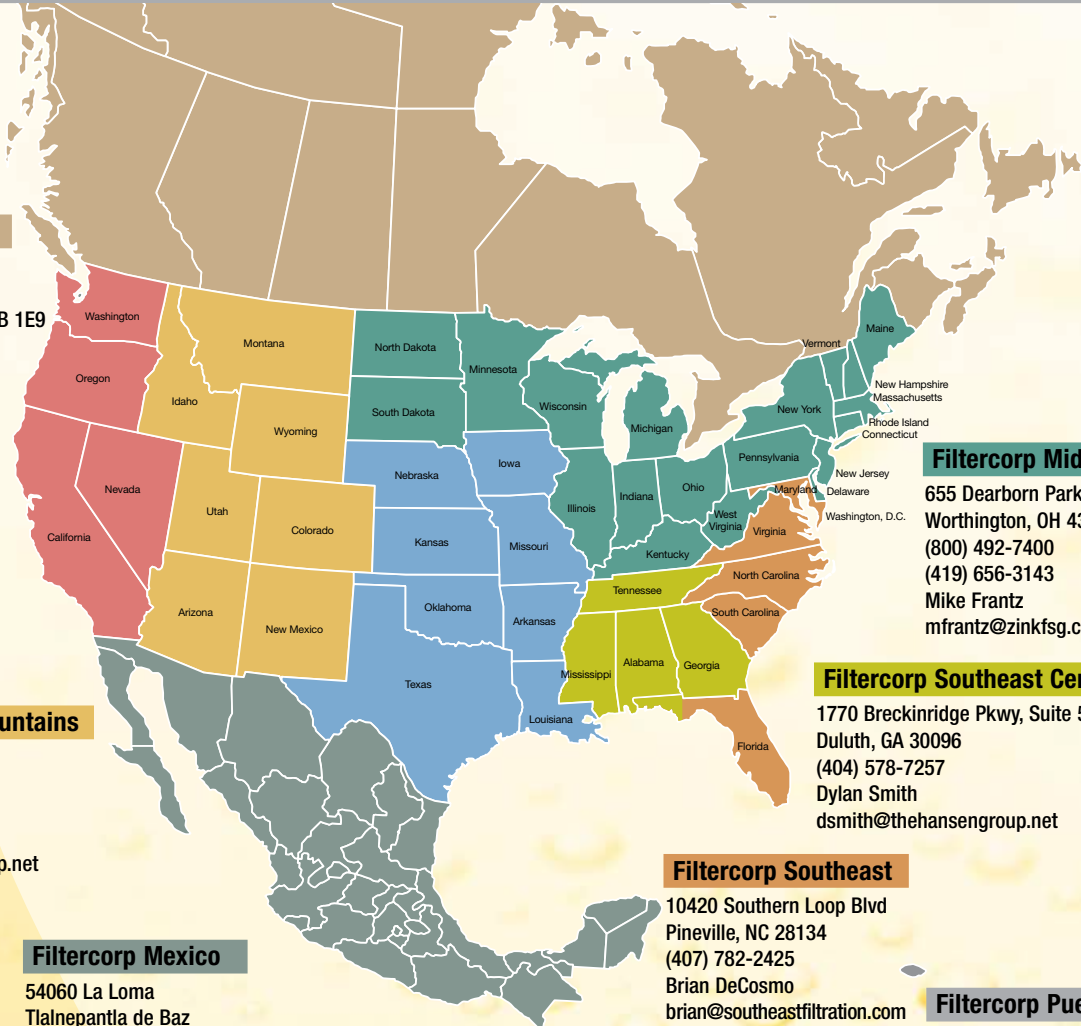 B 1E9
Washington
Oregon
California
Nevada
Idaho
Montana
Wyoming
Utah
Colorado
Arizona
New Mexico
North Dakota
South Dakota
Minnesota
Wisconsin
Michigan
Illinois
Indiana
Ohio
Kentucky
West
Virginia
Pennsylvania
New York
Vermont
Maine
New Hampshire
Massachusetts
Rhode Island
Connecticut
New Jersey
Delaware
Maryland
Washington, D.C.
Nebraska
Iowa
Kansas
Missouri
Oklahoma
Arkansas
Texas
Louisiana
Tennessee
Mississippi
Alabama
Georgia
Virginia
North Carolina
South Carolina
Florida
Filtercorp Mid
655 Dearborn Park
Worthington, OH 43
(800) 492-7400
(419) 656-3143
Mike Frantz
mfrantz@zinkfsg.c
Filtercorp Southeast Cen
1770 Breckinridge Pkwy, Suite 5
Duluth, GA 30096
(404) 578-7257
Dylan Smith
dsmith@thehansengroup.net
untains
p.net
Filtercorp Southeast
10420 Southern Loop Blvd
Pineville, NC 28134
(407) 782-2425
Brian DeCosmo
brian@southeastfiltration.com
Filtercorp Mexico
54060 La Loma
Tlalnepantla de Baz
Filtercorp Pue